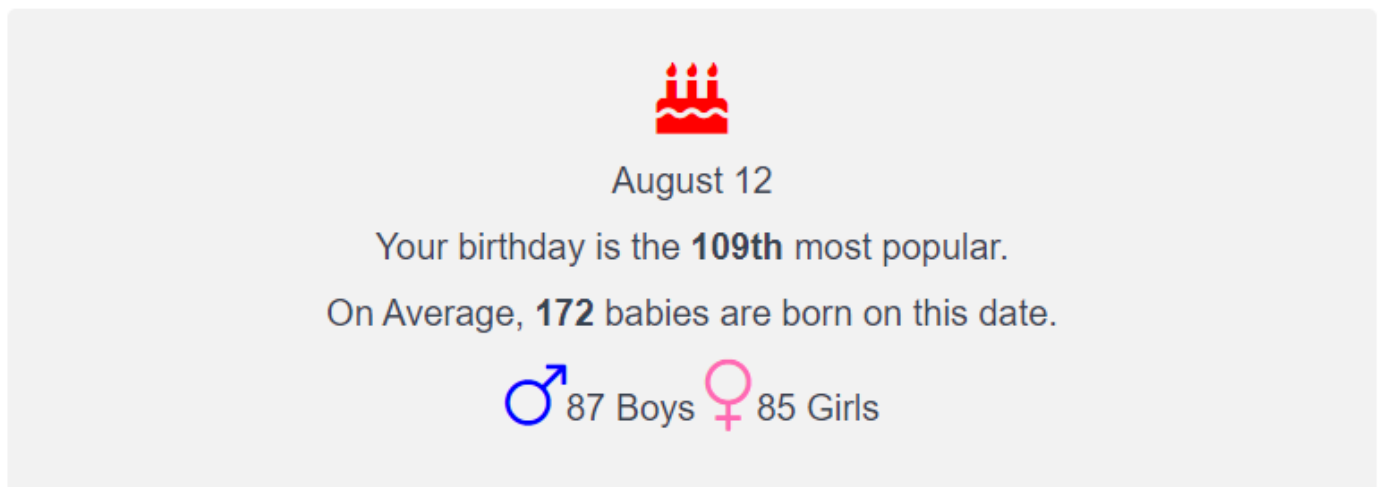 August 12
Your birthday is the 109th most popular.
On Average, 172 babies are born on this date.
87 Boys 85 Girls